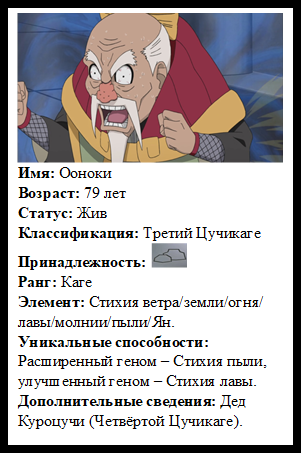 Имя: Ооноки
Возраст: 79 лет
Статус: Жив
Классификация: Третий Цучикаге
Принадлежность:
Ранг: Каге
Элемент: Стихия ветра/земли/огня/
лавы/молнии/пыли/Ян.
Уникальные способности:
Расширенный геном – Стихия пыли,
улучшенный геном – Стихия лавы.
Дополнительные сведения: Дед
Куроцучи (Четвёртой Цучикаге).